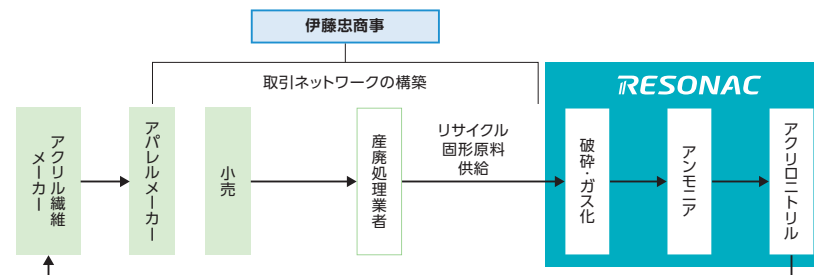 伊藤忠商事
取引ネットワークの構築
RESONAC
アクリル繊維
メーカー
アパレルメーカー
小売
産廃処理業者
リサイクル
固形原料
供給
破砕・ガス化
アンモニア
アクリロニトリル